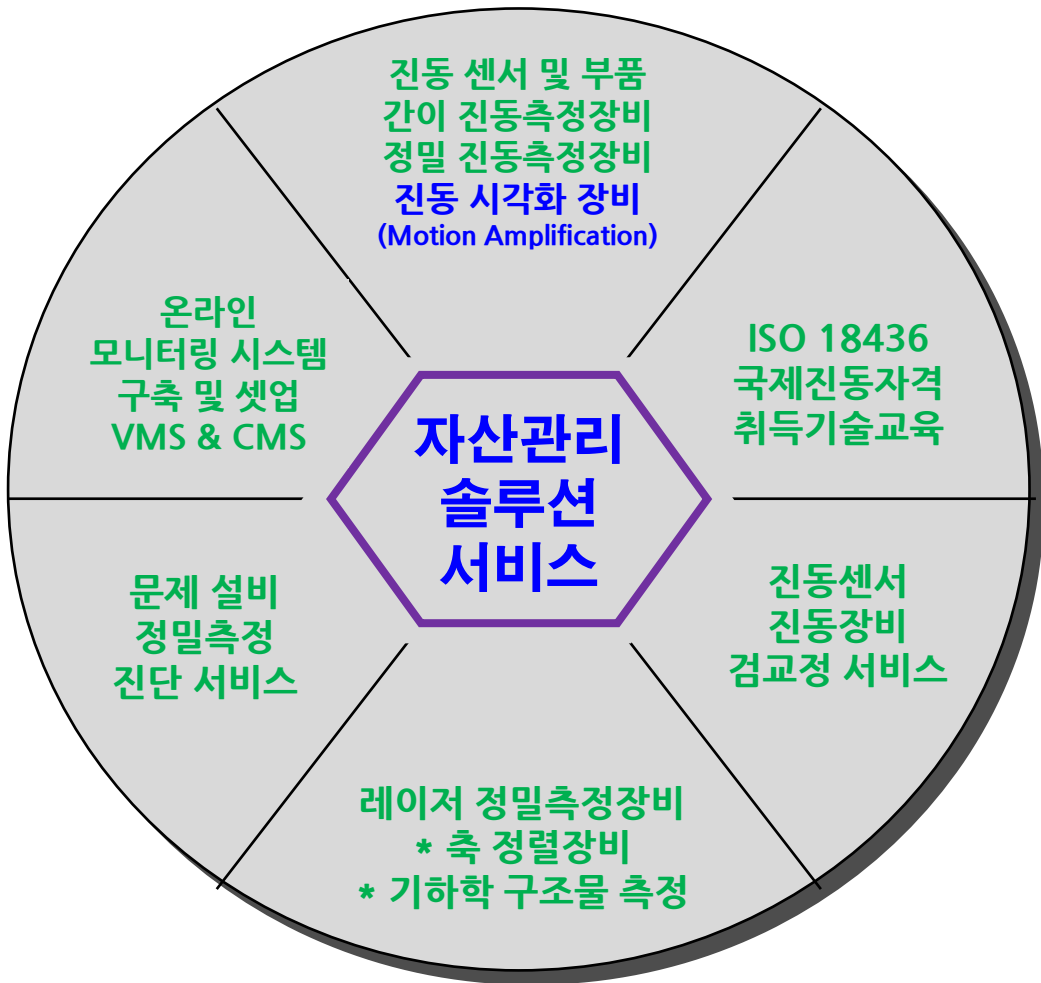 진동 센서 및 부품
간이 진동측정장비
정밀 진동측정장비
진동 시각화 장비
(Motion Amplification)
온라인
모니터링 시스템
구축 및 셋업
VMS & CMS
ISO 18436
국제진동자격
취득기술교육
자산관리
솔루션
서비스
문제 설비
정밀측정
진단 서비스
진동센서
진동장비
검교정 서비스
레이저 정밀측정장비
* 축 정렬장비
* 기하학 구조물 측정